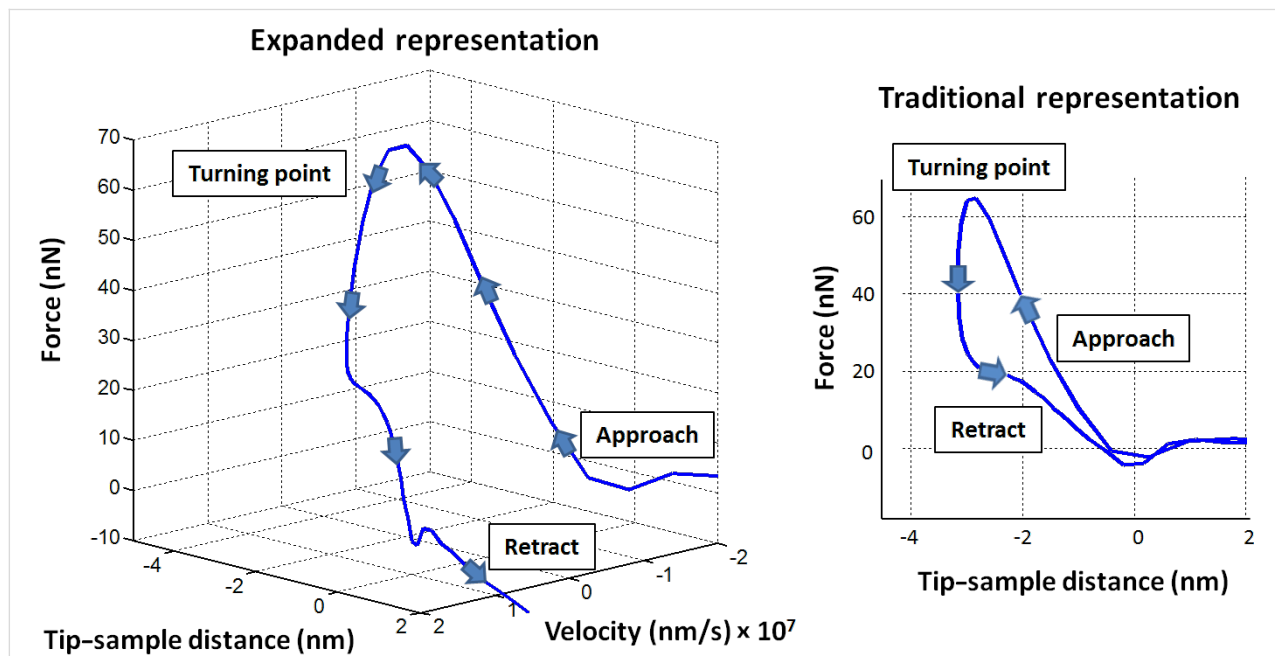 Expanded representation
70
60
50
40
30
20
10
0
-10
Force (nN)
Turning point
Approach
Retract
-4
-2
0
2
Tip–sample distance (nm)
2
1
0
-1
-2
Velocity (nm/s) × 10⁷
Traditional representation
Turning point
60
40
20
0
Force (nN)
Approach
Retract
-4
-2
0
2
Tip–sample distance (nm)